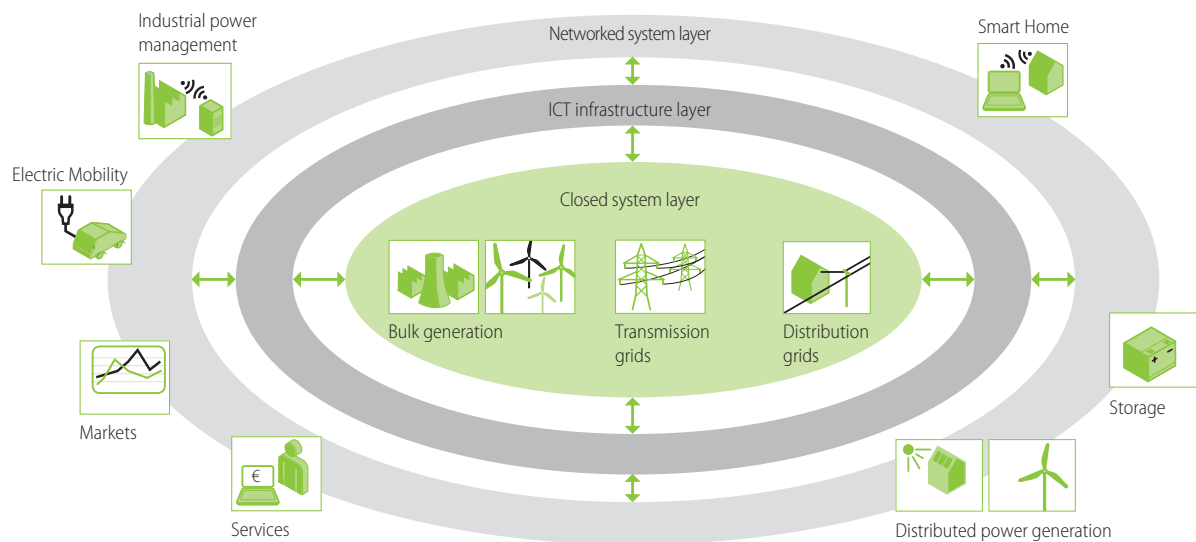 Industrial power
management
Networked system layer
Smart Home
ICT infrastructure layer
Electric Mobility
Closed system layer
Bulk generation
Transmission
grids
Distribution
grids
Markets
Storage
€
Services
Distributed power generation